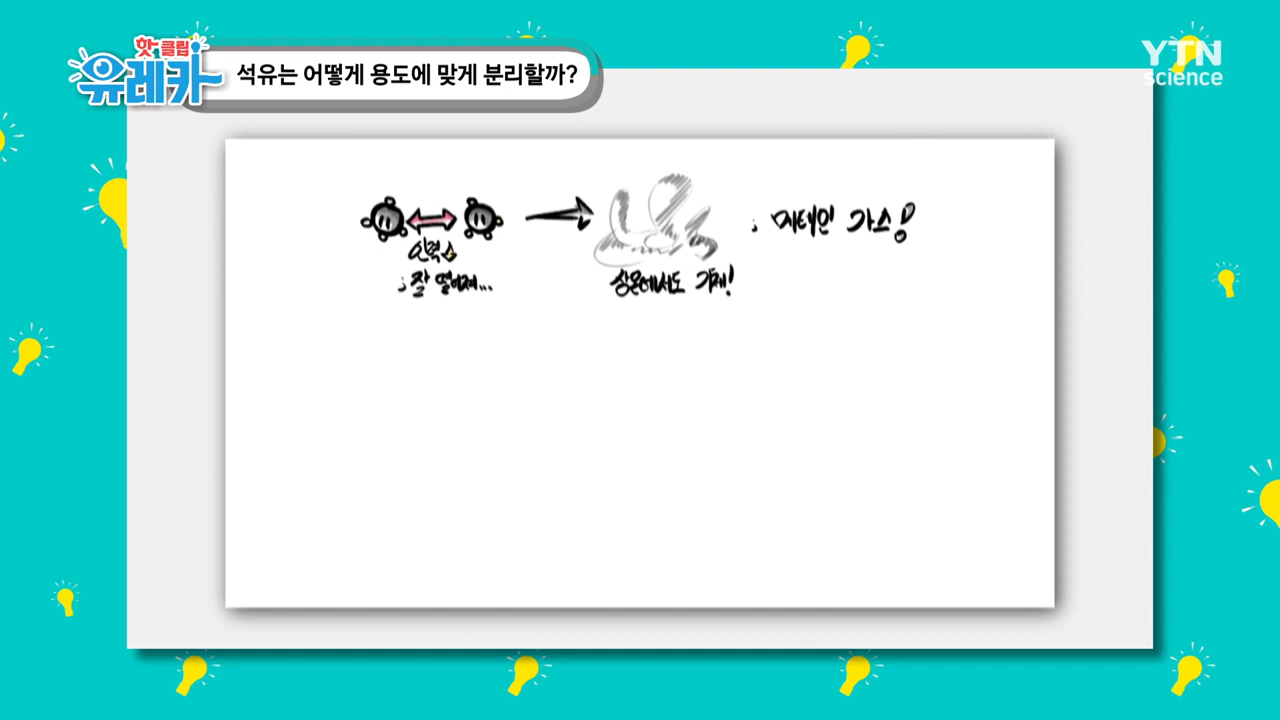 핫클립
유레카
석유는 어떻게 용도에 맞게 분리할까?
YTN
science
인력↓
; 잘 떨어져...
상온에서도 기체!
; 메테인 가스!